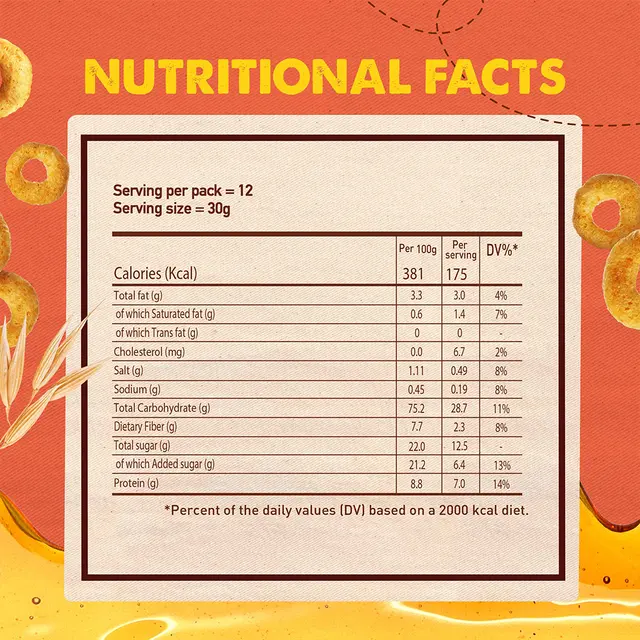 NUTRITIONAL FACTS
Serving per pack = 12
Serving size = 30g
Per 100g Per serving DV%*
Calories (Kcal) 381 175
Total fat (g) 3.3 3.0 4%
of which Saturated fat (g) 0.6 1.4 7%
of which Trans fat (g) 0 0 -
Cholesterol (mg) 0.0 6.7 2%
Salt (g) 1.11 0.49 8%
Sodium (g) 0.45 0.19 8%
Total Carbohydrate (g) 75.2 28.7 11%
Dietary Fiber (g) 7.7 2.3 8%
Total sugar (g) 22.0 12.5 -
of which Added sugar (g) 21.2 6.4 13%
Protein (g) 8.8 7.0 14%
*Percent of the daily values (DV) based on a 2000 kcal diet.